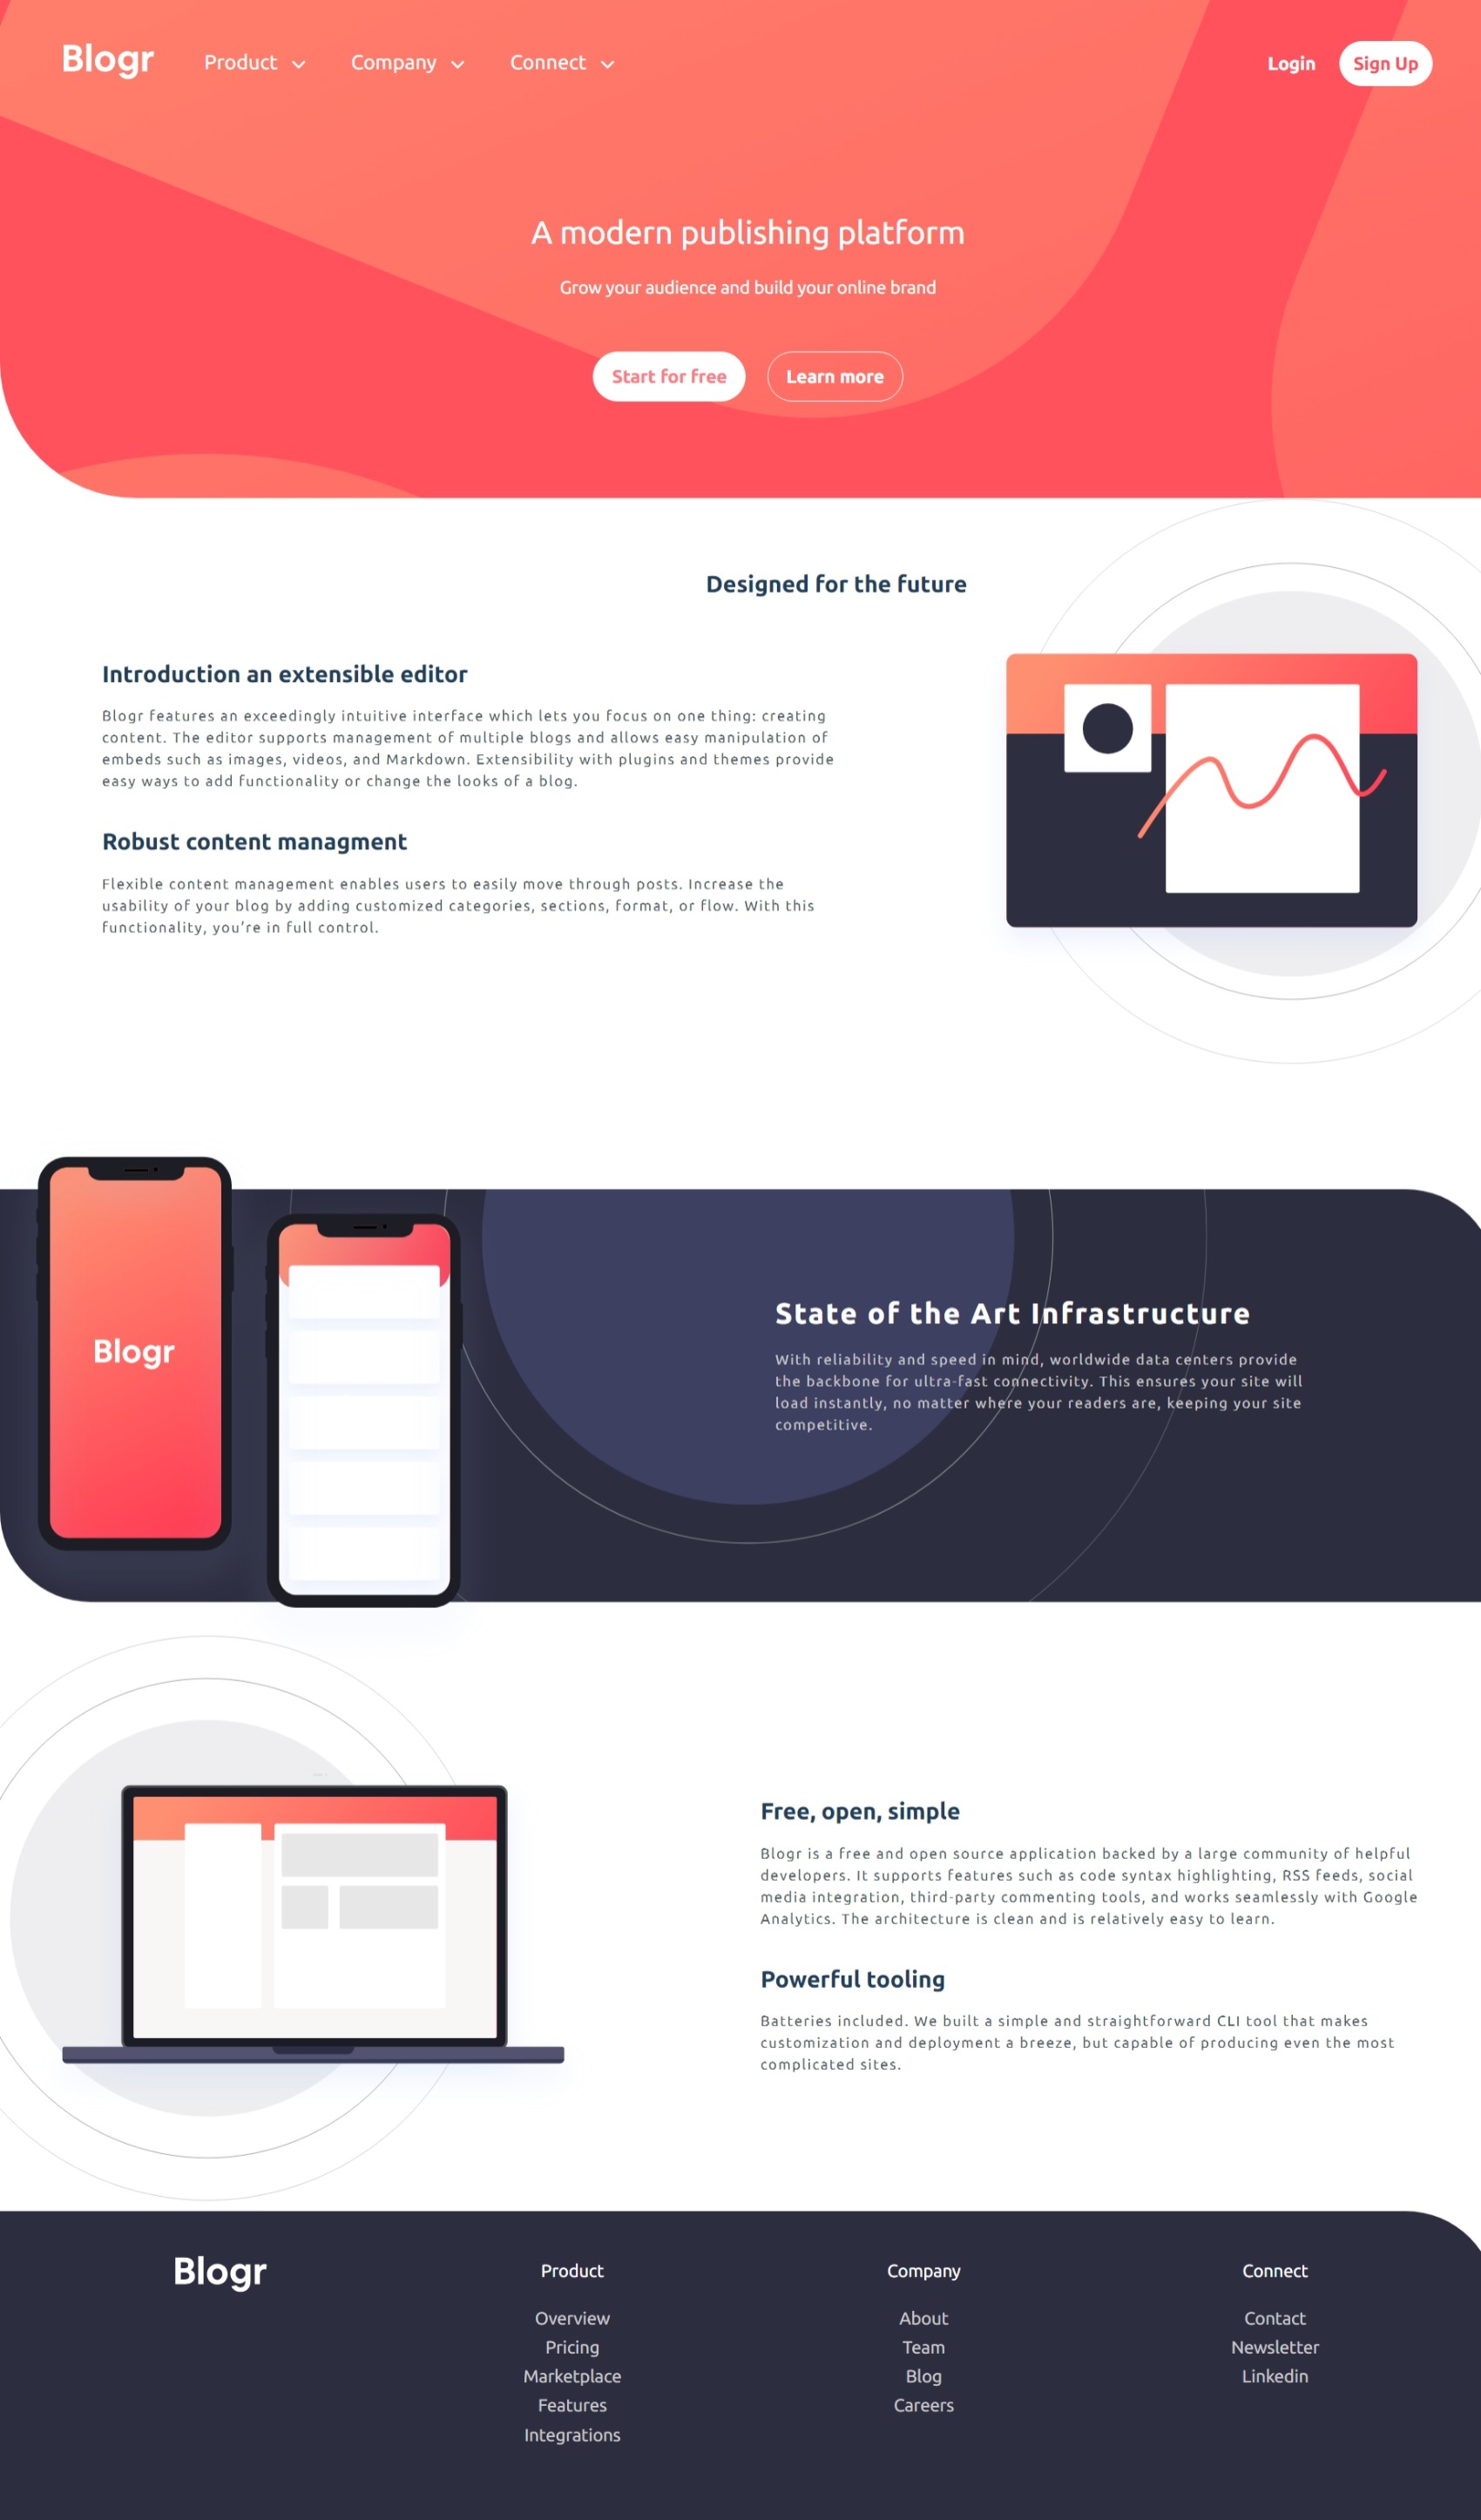 Blogr Product Company Connect Login Sign Up
A modern publishing platform
Grow your audience and build your online brand
Start for free Learn more
Designed for the future
Introduction an extensible editor
Blogr features an exceedingly intuitive interface which lets you focus on one thing: creating
content. The editor supports management of multiple blogs and allows easy manipulation of
embeds such as images, videos, and Markdown. Extensibility with plugins and themes provide
easy ways to add functionality or change the looks of a blog.
Robust content managment
Flexible content management enables users to easily move through posts. Increase the
usability of your blog by adding customized categories, sections, format, or flow. With this
functionality, you’re in full control.
Blogr
State of the Art Infrastructure
With reliability and speed in mind, worldwide data centers provide
the backbone for ultra-fast connectivity. This ensures your site will
load instantly, no matter where your readers are, keeping your site
competitive.
Free, open, simple
Blogr is a free and open source application backed by a large community of helpful
developers. It supports features such as code syntax highlighting, RSS feeds, social
media integration, third-party commenting tools, and works seamlessly with Google
Analytics. The architecture is clean and is relatively easy to learn.
Powerful tooling
Batteries included. We built a simple and straightforward CLI tool that makes
customization and deployment a breeze, but capable of producing even the most
complicated sites.
Blogr
Product
Overview
Pricing
Marketplace
Features
Integrations
Company
About
Team
Blog
Careers
Connect
Contact
Newsletter
Linkedin